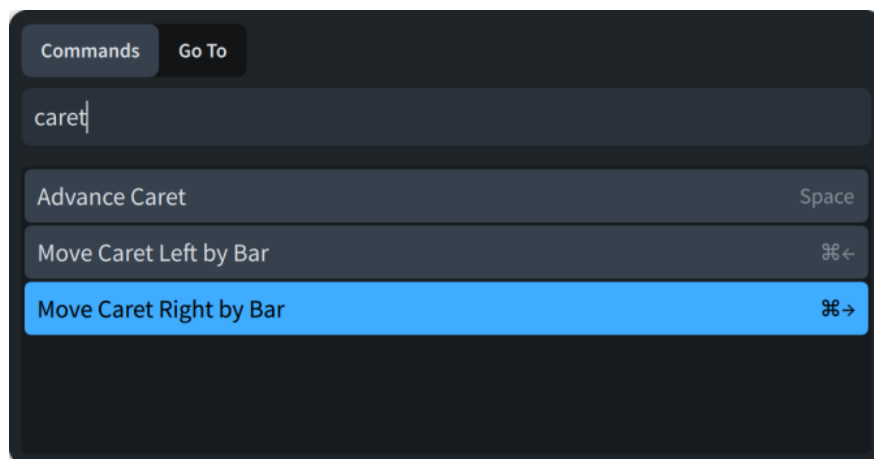 Commands Go To
caret
Advance Caret Space
Move Caret Left by Bar ⌘←
Move Caret Right by Bar ⌘→